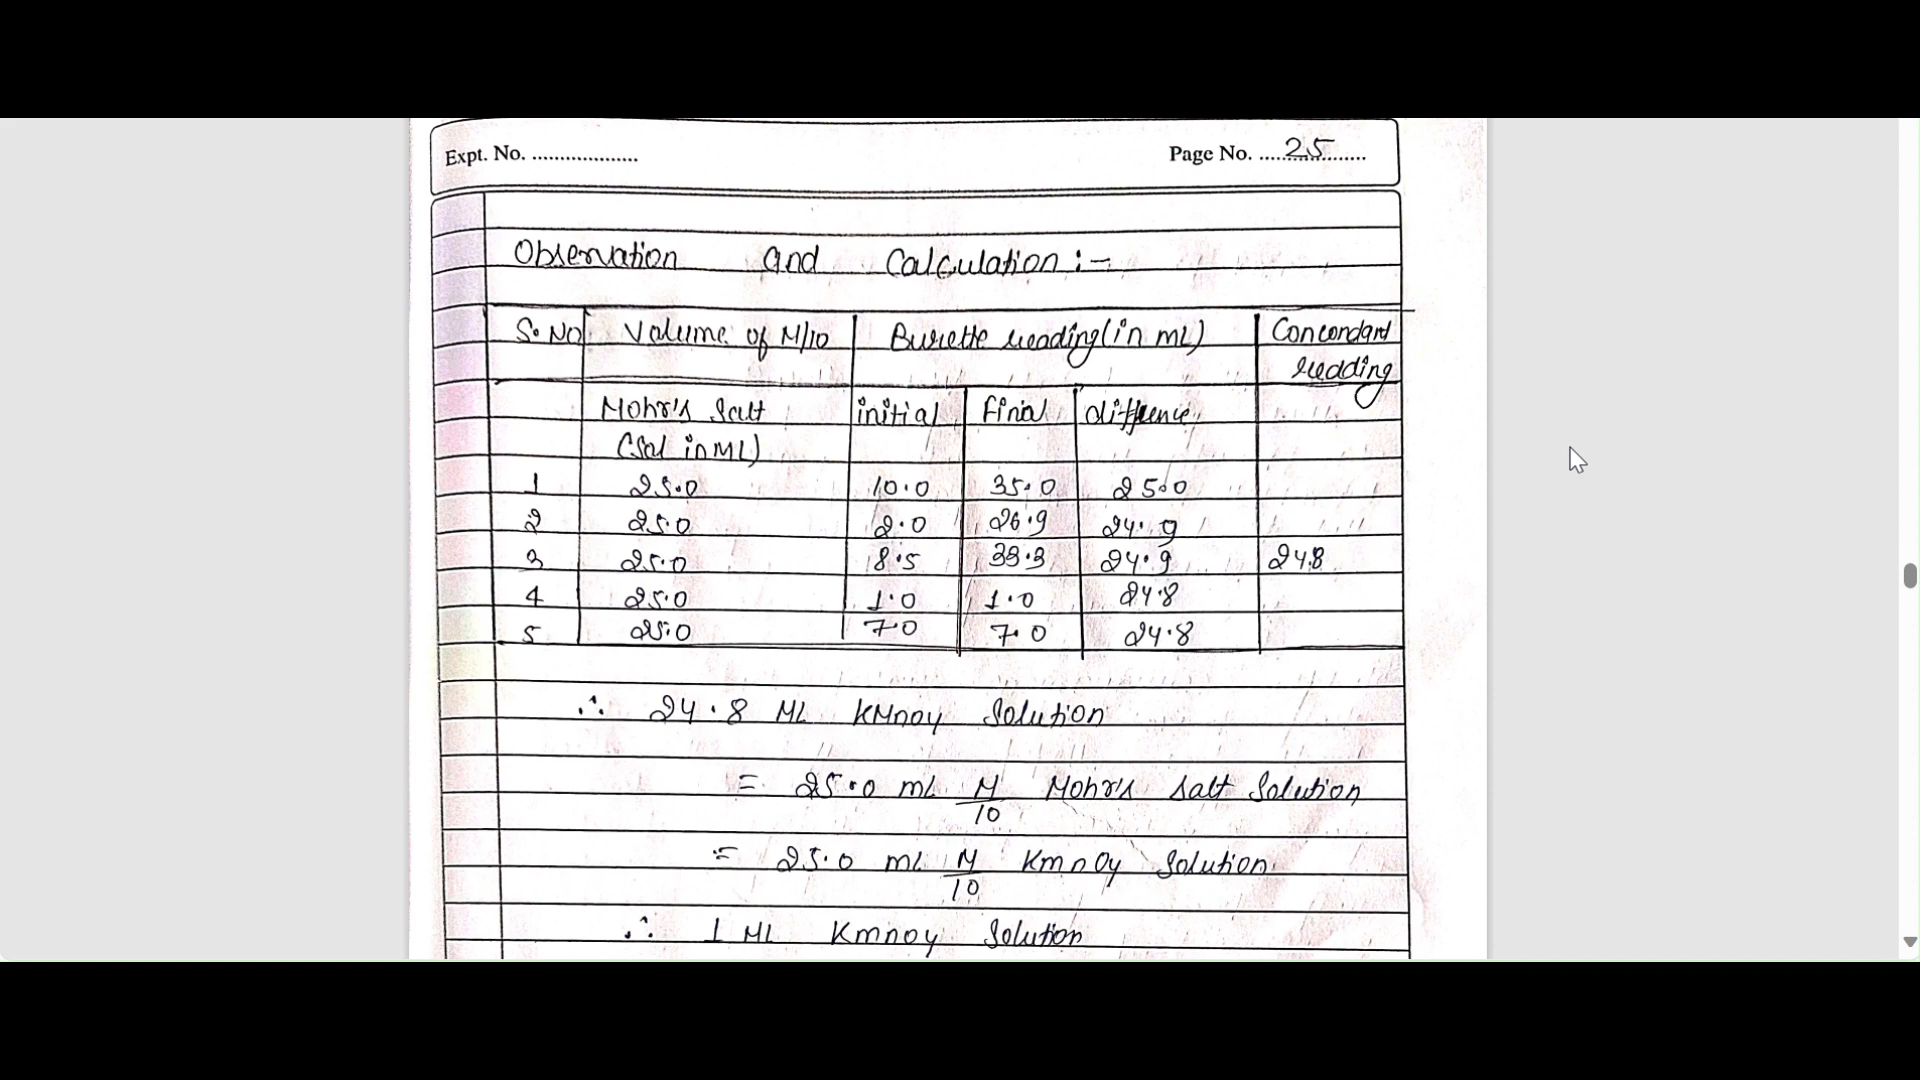 Expt. No. ....................
Page No. ....25....
Observation and Calculation :-
S. No Volume of M/10 Burette reading (in mL) Concordant
reading
Mohr's Salt initial final diffrence
(Sol in ML)
1 25.0 10.0 35.0 25.0
2 25.0 2.0 26.9 24.9
3 25.0 8.5 33.3 24.9 24.8
4 25.0 1.0 1.0 24.8
5 25.0 7.0 7.0 24.8
∴ 24.8 ML KMnO4 Solution
= 25.0 mL M/10 Mohr's salt Solution
= 25.0 mL M/10 KmnO4 Solution
∴ 1 ML KmnO4 Solution